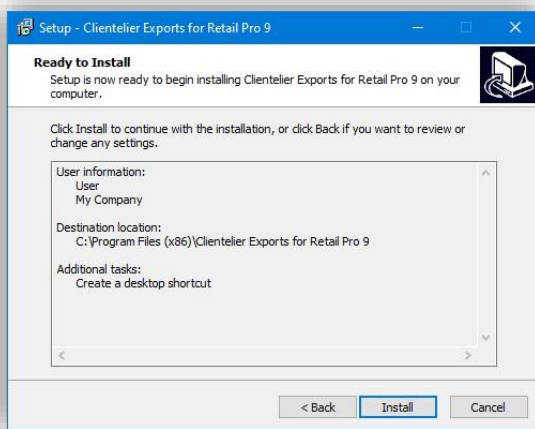 Setup - Clientelier Exports for Retail Pro 9
Ready to Install
Setup is now ready to begin installing Clientelier Exports for Retail Pro 9 on your
computer.
Click Install to continue with the installation, or click Back if you want to review or
change any settings.
User information:
User
My Company
Destination location:
C:\Program Files (x86)\Clientelier Exports for Retail Pro 9
Additional tasks:
Create a desktop shortcut
< Back
Install
Cancel